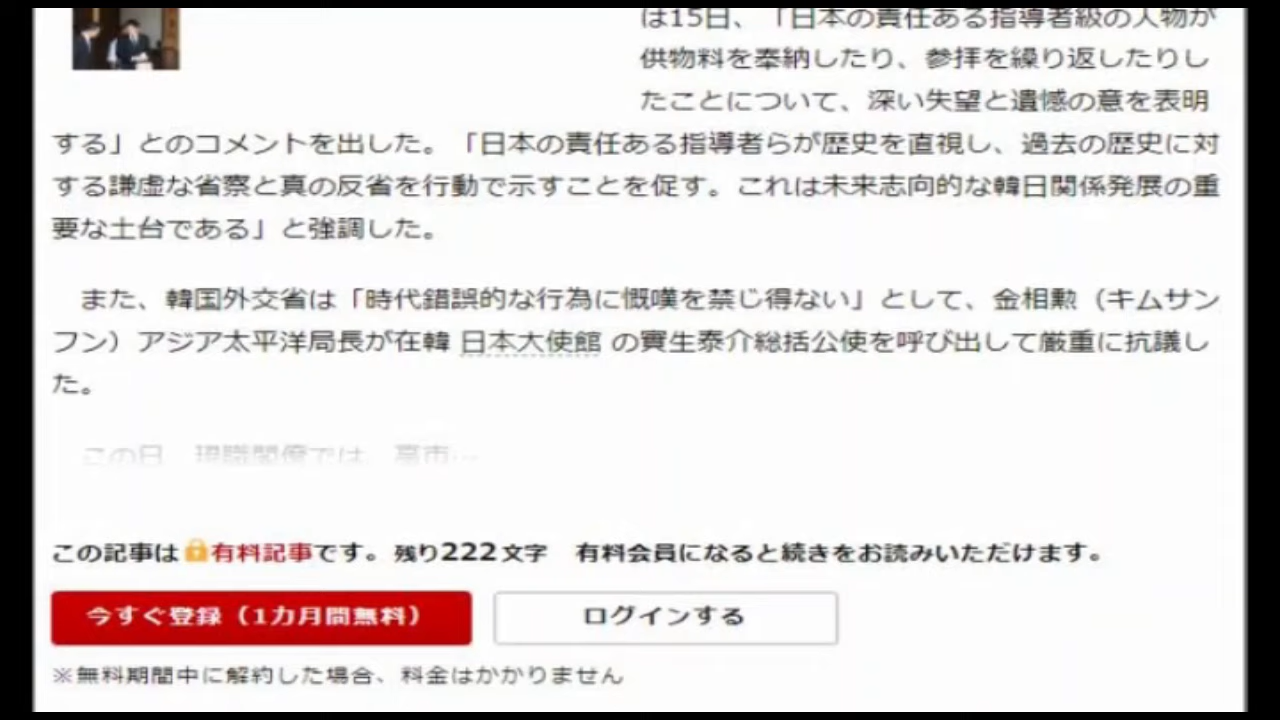 は15日、「日本の責任ある指導者級の人物が
供物料を奉納したり、参拝を繰り返したりし
たことについて、深い失望と遺憾の意を表明
する」とのコメントを出した。「日本の責任ある指導者らが歴史を直視し、過去の歴史に対
する謙虚な省察と真の反省を行動で示すことを促す。これは未来志向的な韓日関係発展の重
要な土台である」と強調した。
また、韓国外交省は「時代錯誤的な行為に慨嘆を禁じ得ない」として、金相勲（キムサン
フン）アジア太平洋局長が在韓 日本大使館 の實生泰介総括公使を呼び出して厳重に抗議し
た。
この日、現職閣僚では、高市…
この記事は有料記事です。残り222文字　有料会員になると続きをお読みいただけます。
今すぐ登録（1カ月間無料）
ログインする
※無料期間中に解約した場合、料金はかかりません